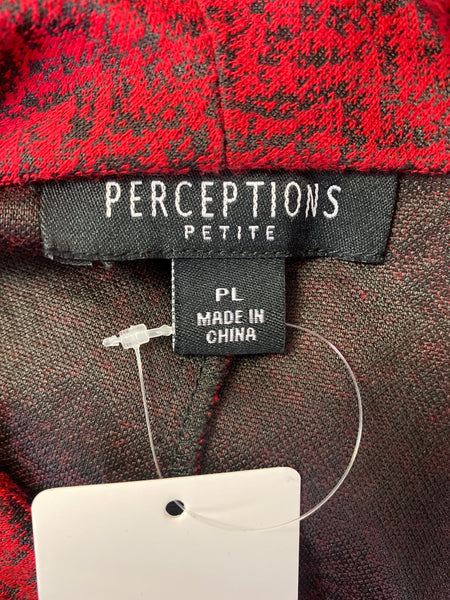 PERCEPTIONS
PETITE
PL
MADE IN
CHINA